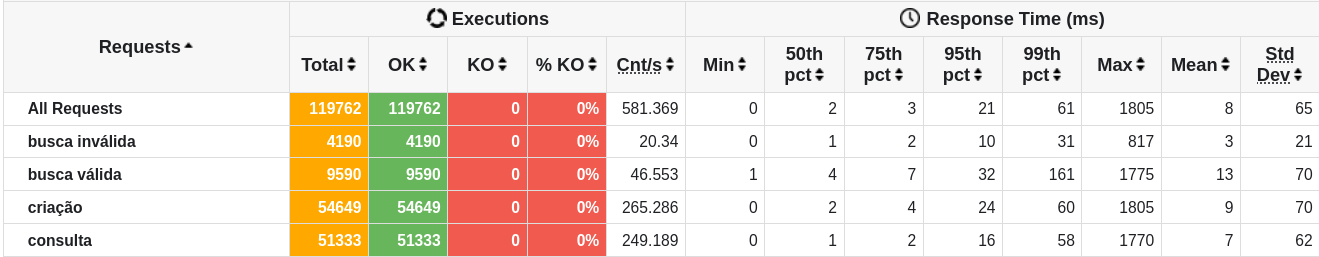 Requests Executions Response Time (ms)
Total OK KO % KO Cnt/s Min 50th pct 75th pct 95th pct 99th pct Max Mean Std Dev
All Requests 119762 119762 0 0% 581.369 0 2 3 21 61 1805 8 65
busca inválida 4190 4190 0 0% 20.34 0 1 2 10 31 817 3 21
busca válida 9590 9590 0 0% 46.553 1 4 7 32 161 1775 13 70
criação 54649 54649 0 0% 265.286 0 2 4 24 60 1805 9 70
consulta 51333 51333 0 0% 249.189 0 1 2 16 58 1770 7 62